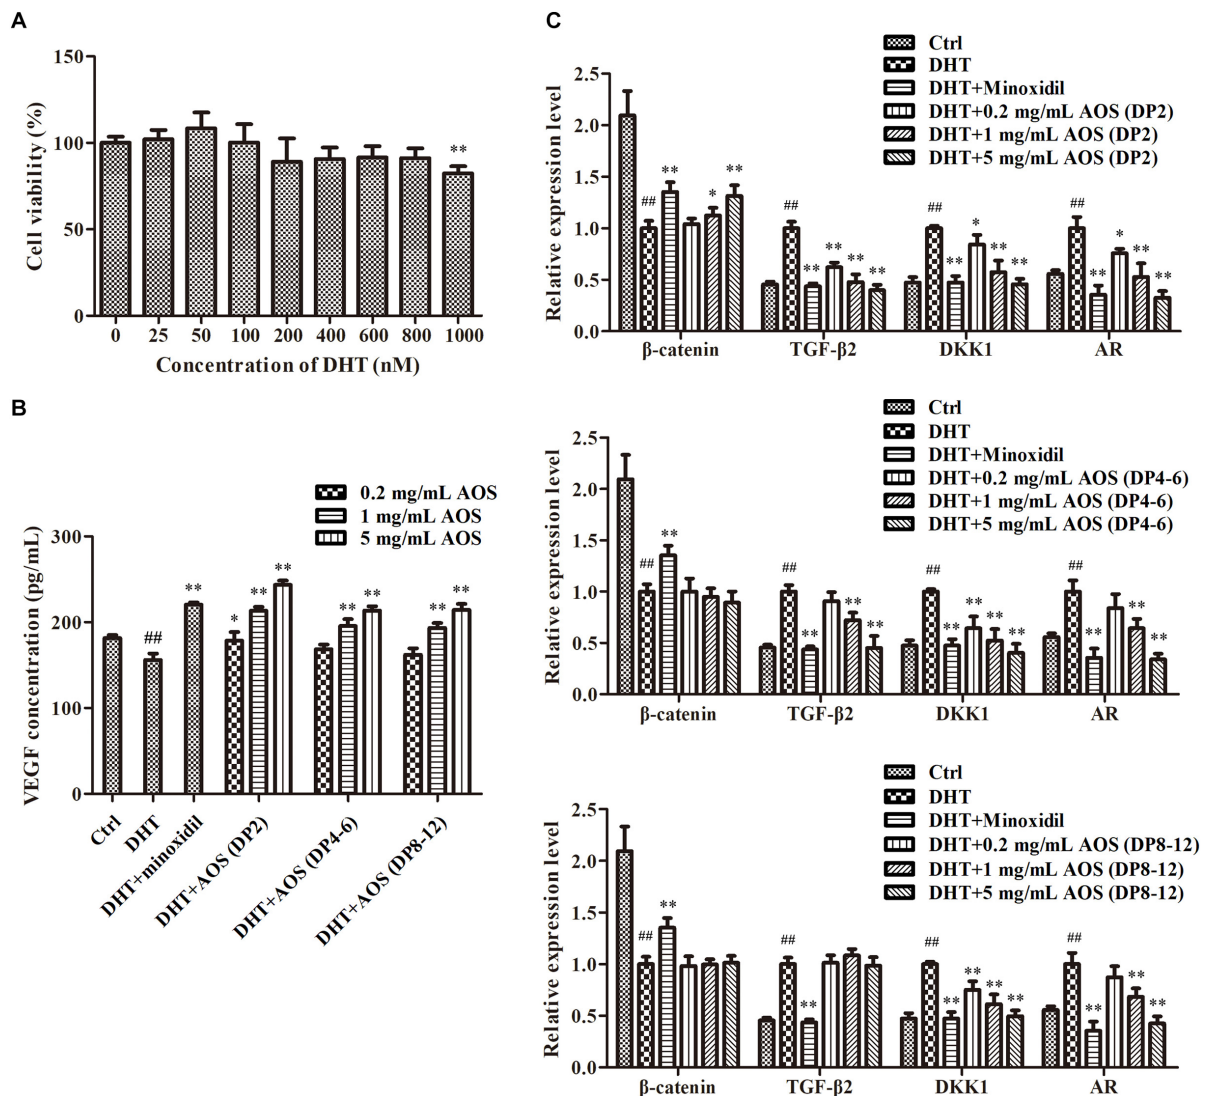 A
150
100
50
0
Cell viability (%)
**
0 25 50 100 200 400 600 800 1000
Concentration of DHT (nM)
B
0.2 mg/mL AOS
1 mg/mL AOS
5 mg/mL AOS
300
200
100
0
VEGF concentration (pg/mL)
## ** * ** ** ** ** ** **
Ctrl
DHT
DHT+minoxidil
DHT+AOS (DP2)
DHT+AOS (DP4-6)
DHT+AOS (DP8-12)
C
Ctrl
DHT
DHT+Minoxidil
DHT+0.2 mg/mL AOS (DP2)
DHT+1 mg/mL AOS (DP2)
DHT+5 mg/mL AOS (DP2)
2.5
2.0
1.5
1.0
0.5
0.0
Relative expression level
## ** * ** ## ** ** ** ** ## ** * ** ** ## ** * ** **
β-catenin TGF-β2 DKK1 AR
Ctrl
DHT
DHT+Minoxidil
DHT+0.2 mg/mL AOS (DP4-6)
DHT+1 mg/mL AOS (DP4-6)
DHT+5 mg/mL AOS (DP4-6)
2.5
2.0
1.5
1.0
0.5
0.0
Relative expression level
## ** ## ** ** ** ## ** ** ** ** ## ** ** **
β-catenin TGF-β2 DKK1 AR
Ctrl
DHT
DHT+Minoxidil
DHT+0.2 mg/mL AOS (DP8-12)
DHT+1 mg/mL AOS (DP8-12)
DHT+5 mg/mL AOS (DP8-12)
2.5
2.0
1.5
1.0
0.5
0.0
Relative expression level
## ** ## ** ## ** ** ** ** ## ** ** **
β-catenin TGF-β2 DKK1 AR